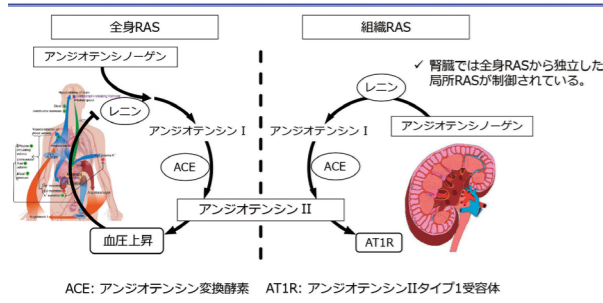 全身RAS
組織RAS
アンジオテンシノーゲン
✓ 腎臓では全身RASから独立した
局所RASが制御されている。
レニン
レニン
アンジオテンシン I
アンジオテンシン I
アンジオテンシノーゲン
ACE
ACE
アンジオテンシン II
血圧上昇
AT1R
ACE: アンジオテンシン変換酵素 AT1R: アンジオテンシンIIタイプ1受容体